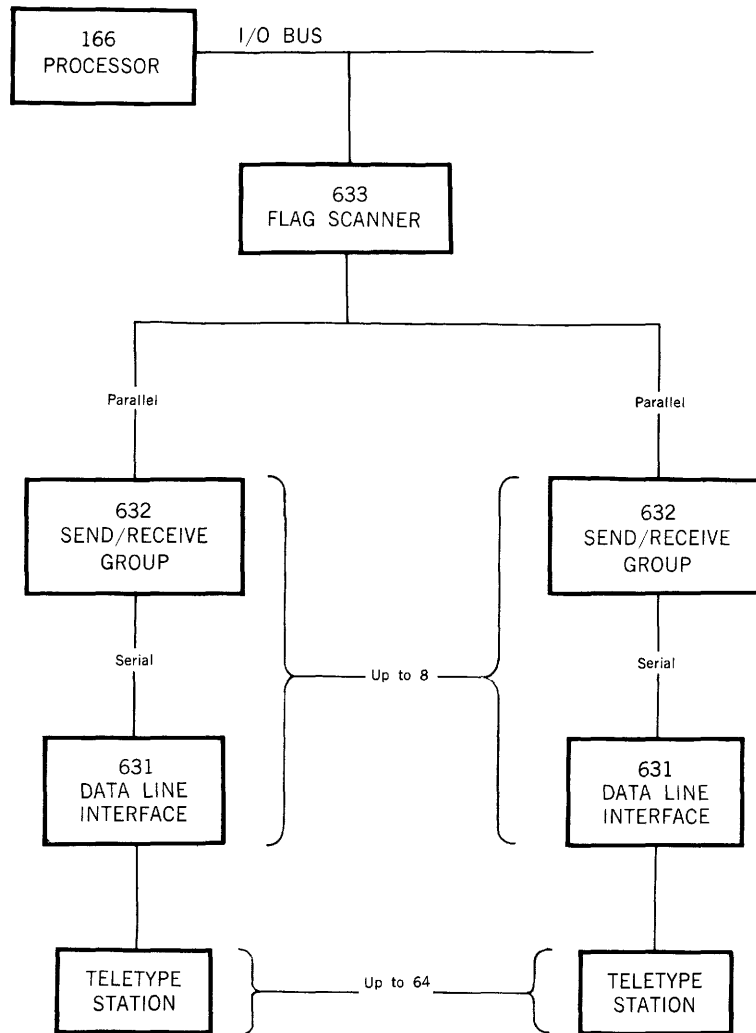 166
PROCESSOR
I/O BUS
633
FLAG SCANNER
Parallel
Parallel
632
SEND/RECEIVE
GROUP
632
SEND/RECEIVE
GROUP
Serial
Up to 8
Serial
631
DATA LINE
INTERFACE
631
DATA LINE
INTERFACE
TELETYPE
STATION
Up to 64
TELETYPE
STATION